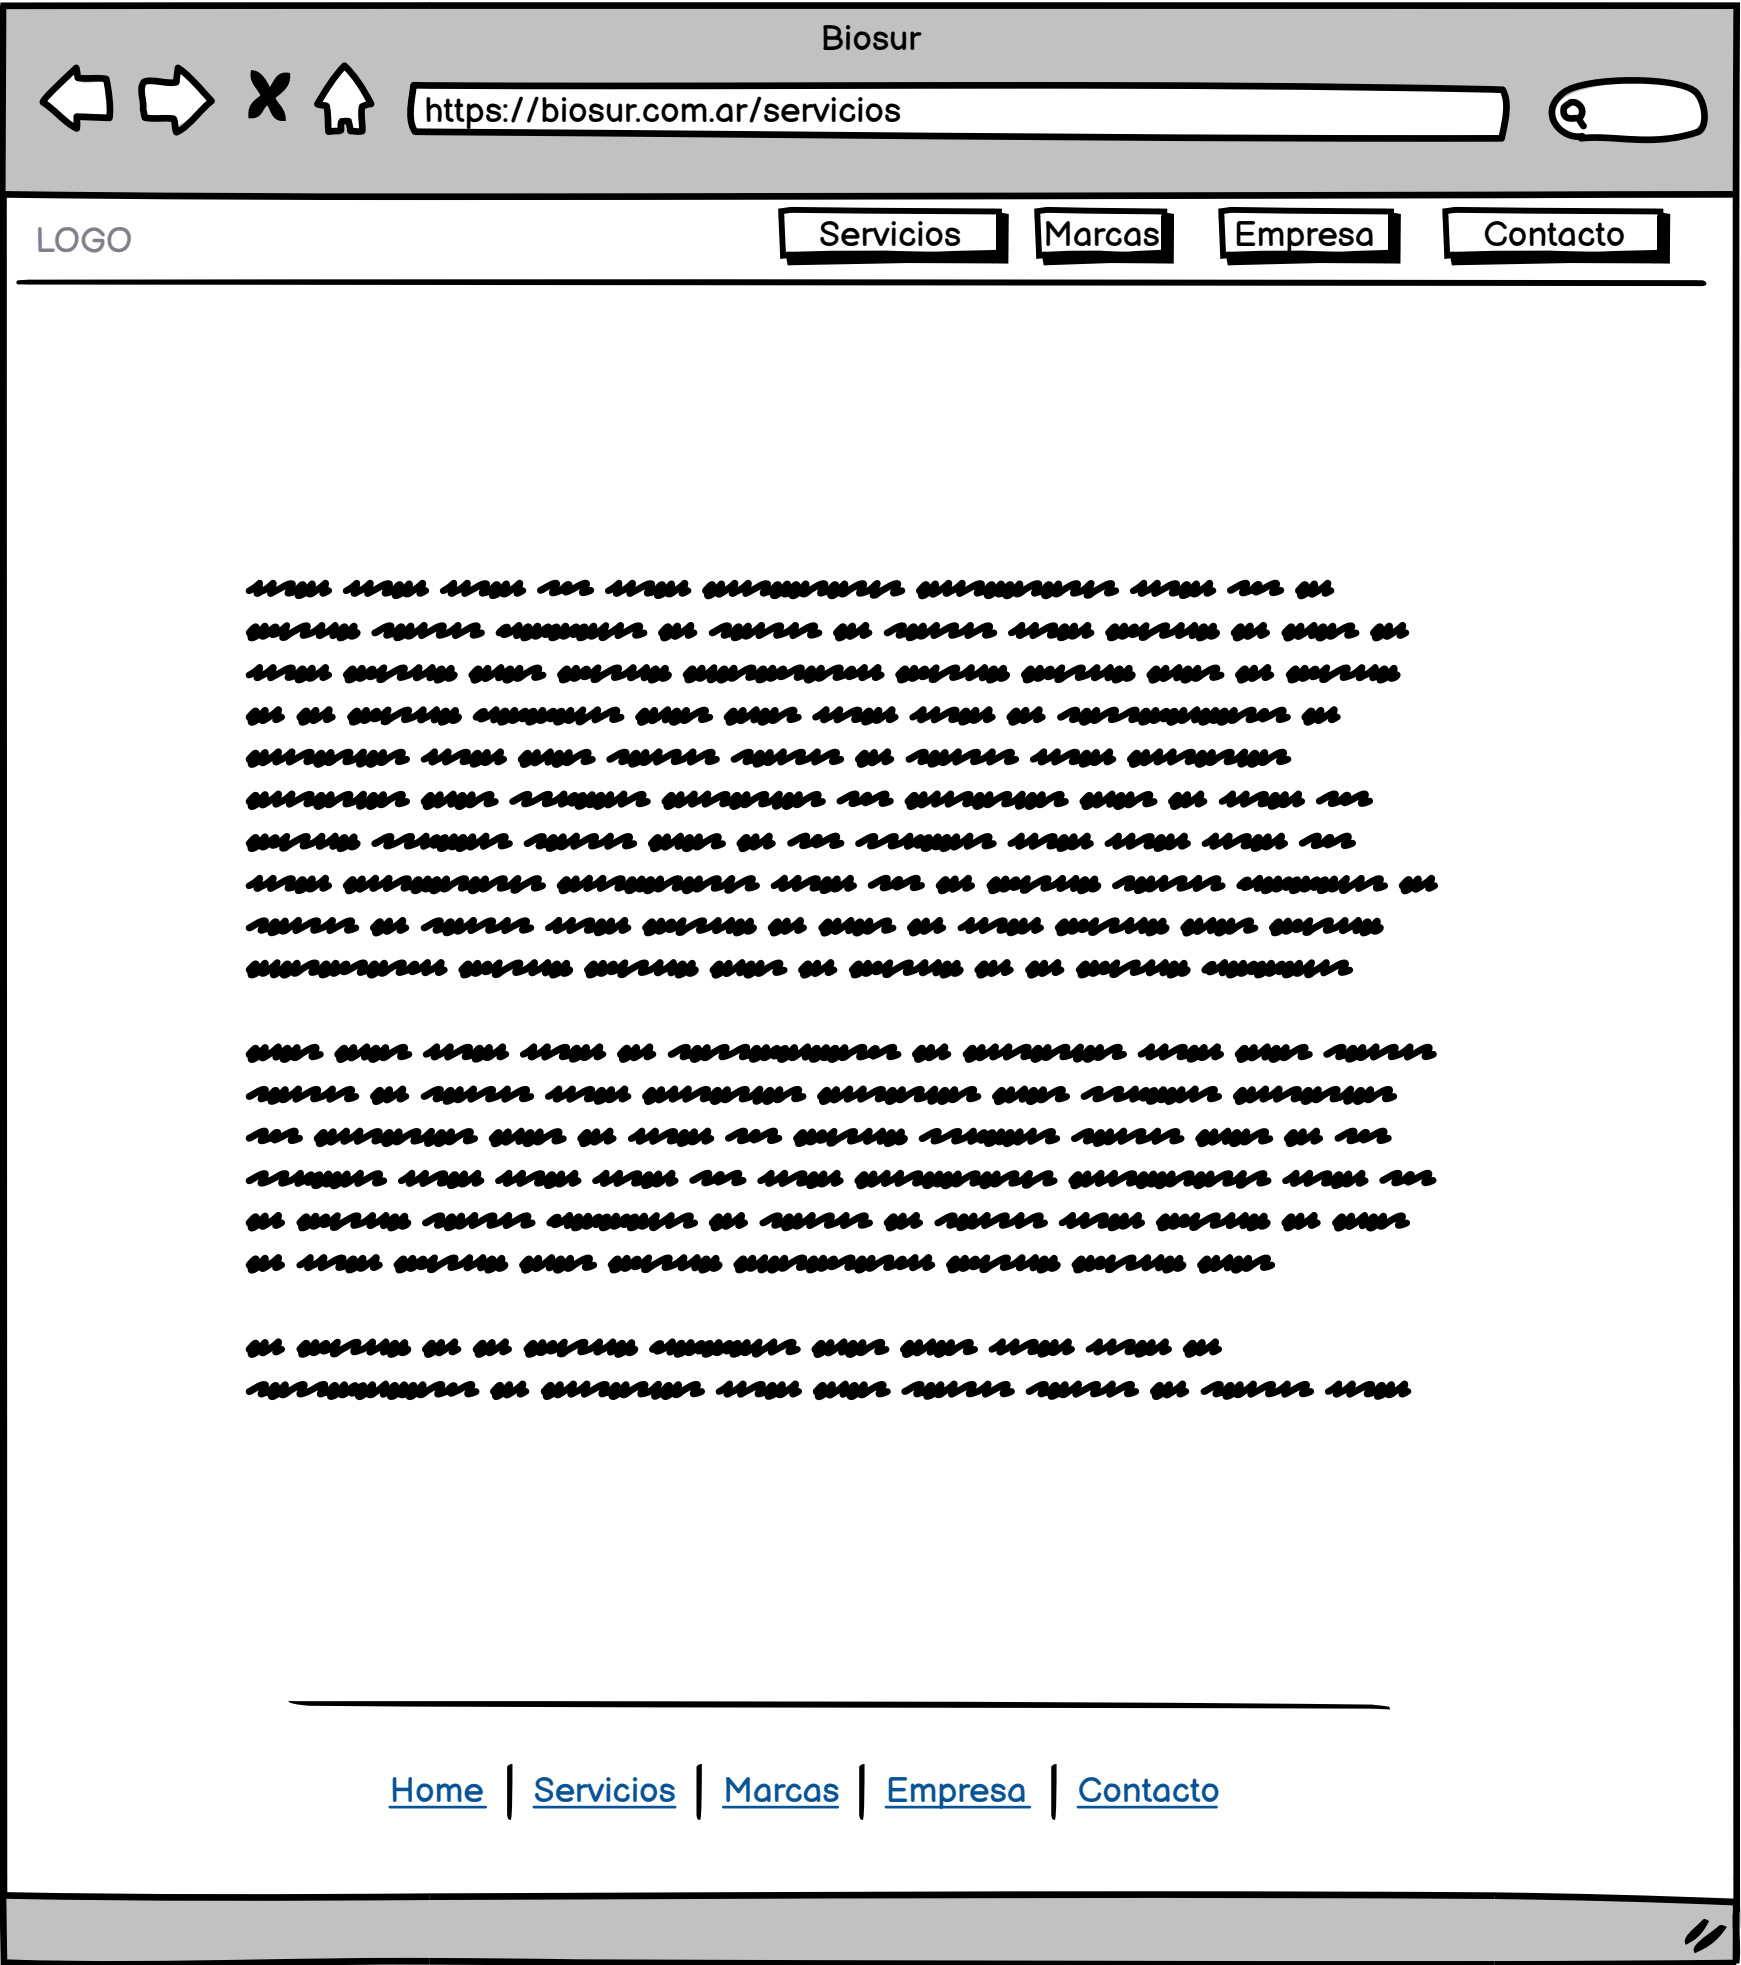 Biosur
https://biosur.com.ar/servicios
LOGO Servicios Marcas Empresa Contacto
Home Servicios Marcas Empresa Contacto